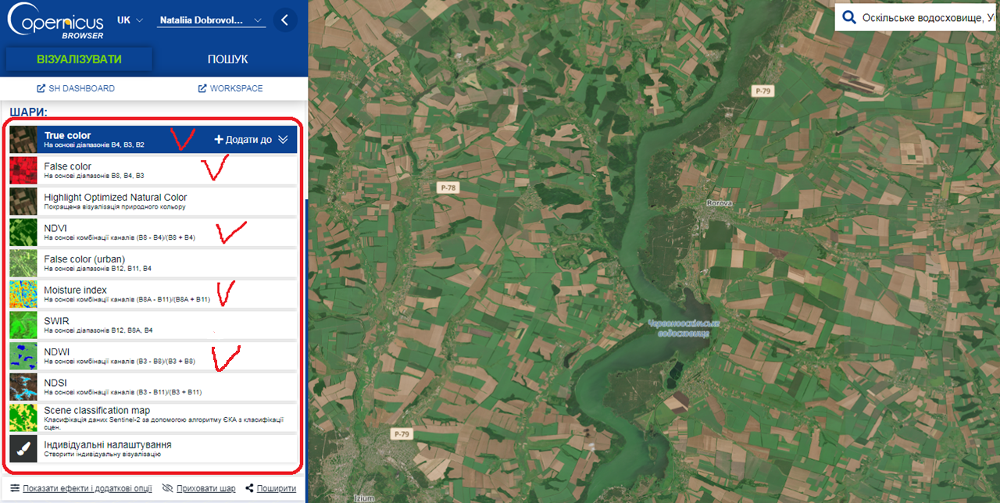 Copernicus
BROWSER
UK
Nataliia Dobrovol...
ВІЗУАЛІЗУВАТИ
ПОШУК
SH DASHBOARD
WORKSPACE
ШАРИ:
True color
На основі діапазонів B4, B3, B2
Додати до
False color
На основі діапазонів B8, B4, B3
Highlight Optimized Natural Color
Покращена візуалізація природного кольору
NDVI
На основі комбінації каналів (B8 - B4)/(B8 + B4)
False color (urban)
На основі діапазонів B12, B11, B4
Moisture index
На основі комбінації каналів (B8A - B11)/(B8A + B11)
SWIR
На основі діапазонів B12, B8A, B4
NDWI
На основі комбінації каналів (B3 - B8)/(B3 + B8)
NDSI
На основі комбінації каналів (B3 - B11)/(B3 + B11)
Scene classification map
Класифікація даних Sentinel-2 за допомогою алгоритму ЄКА з класифікації
сцен.
Індивідуальні налаштування
Створити індивідуальну візуалізацію
Показати ефекти і додаткові опції
Приховати шар
Поширити
Оскільське водосховище, У
P-79
P-78
Borova
Червонооскільське
водосховище
P-79
Izium